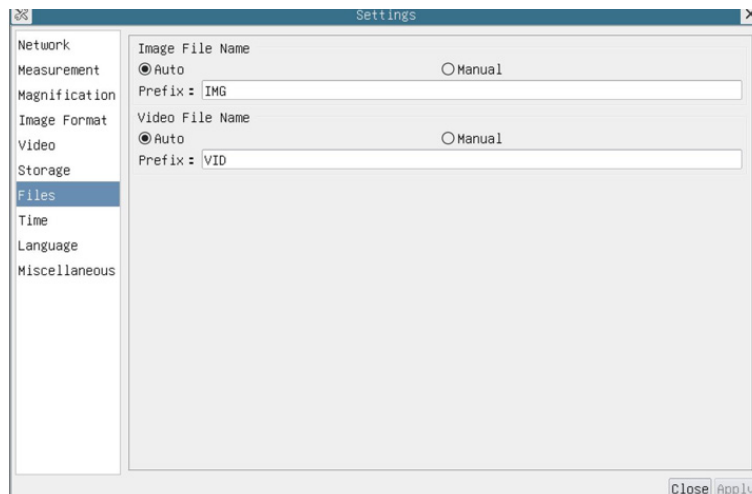 Settings
Network
Measurement
Magnification
Image Format
Video
Storage
Files
Time
Language
Miscellaneous
Image File Name
Auto
Manual
Prefix: IMG
Video File Name
Auto
Manual
Prefix: VID
Close Apply